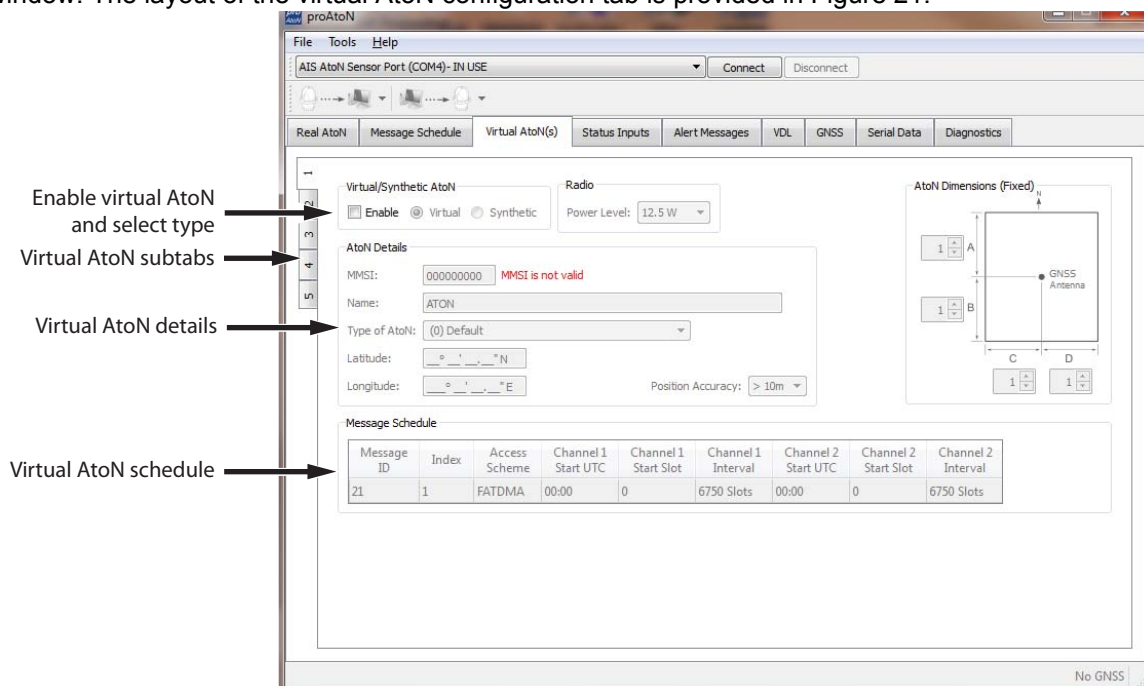 window. The layout of the virtual AtoN configuration tab is provided in Figure 21.
proAtoN
File Tools Help
AIS AtoN Sensor Port (COM4)- IN USE Connect Disconnect
Real AtoN Message Schedule Virtual AtoN(s) Status Inputs Alert Messages VDL GNSS Serial Data Diagnostics
1
2
3
4
5
Enable virtual AtoN
and select type
Virtual AtoN subtabs
Virtual AtoN details
Virtual AtoN schedule
Virtual/Synthetic AtoN
Enable Virtual Synthetic
Radio
Power Level: 12.5 W
AtoN Details
MMSI: 000000000 MMSI is not valid
Name: ATON
Type of AtoN: (0) Default
Latitude: __°__'__.__"N
Longitude: ___°__'__.__"E Position Accuracy: > 10m
AtoN Dimensions (Fixed)
N
1 A
GNSS
Antenna
1 B
C D
1 1
Message Schedule
Message ID Index Access Scheme Channel 1 Start UTC Channel 1 Start Slot Channel 1 Interval Channel 2 Start UTC Channel 2 Start Slot Channel 2 Interval
21 1 FATDMA 00:00 0 6750 Slots 00:00 0 6750 Slots
No GNSS